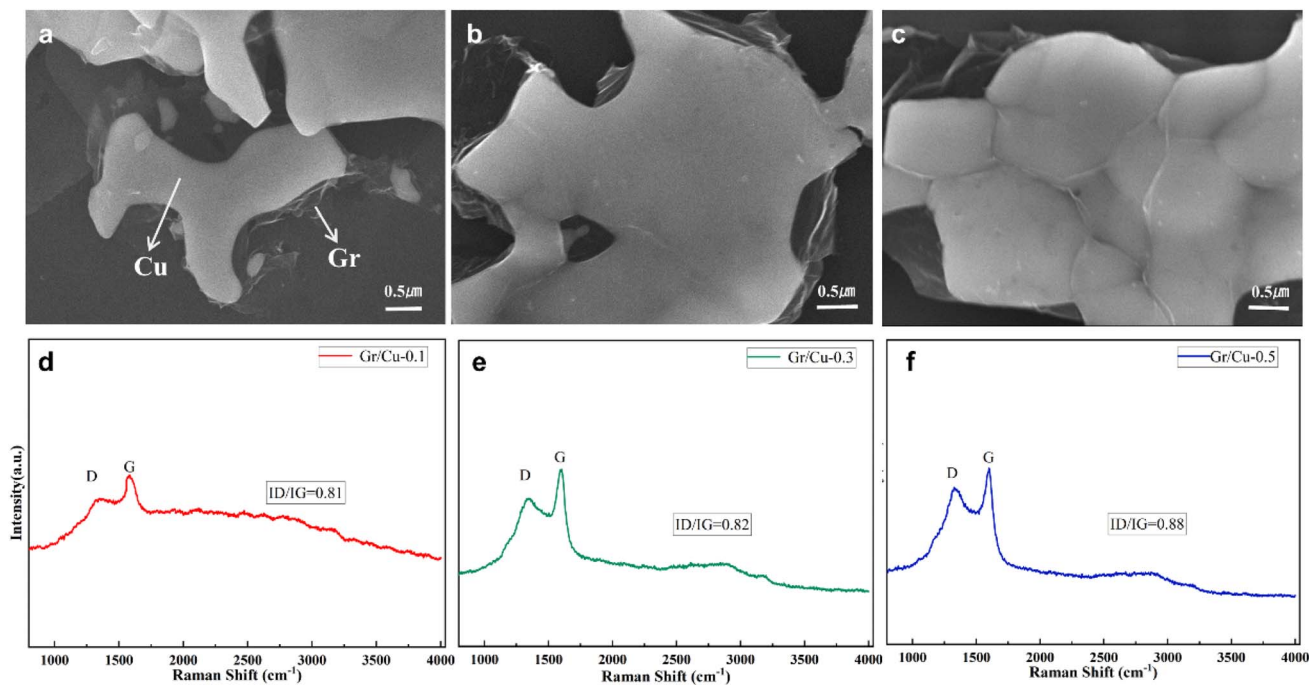 a
Cu
Gr
0.5㎛
b
0.5㎛
c
0.5㎛
d
Gr/Cu-0.1
D
G
ID/IG=0.81
Intensity(a.u.)
1000 1500 2000 2500 3000 3500 4000
Raman Shift (cm⁻¹)
e
Gr/Cu-0.3
D
G
ID/IG=0.82
1000 1500 2000 2500 3000 3500 4000
Raman Shift (cm⁻¹)
f
Gr/Cu-0.5
D
G
ID/IG=0.88
1000 1500 2000 2500 3000 3500 4000
Raman Shift (cm⁻¹)